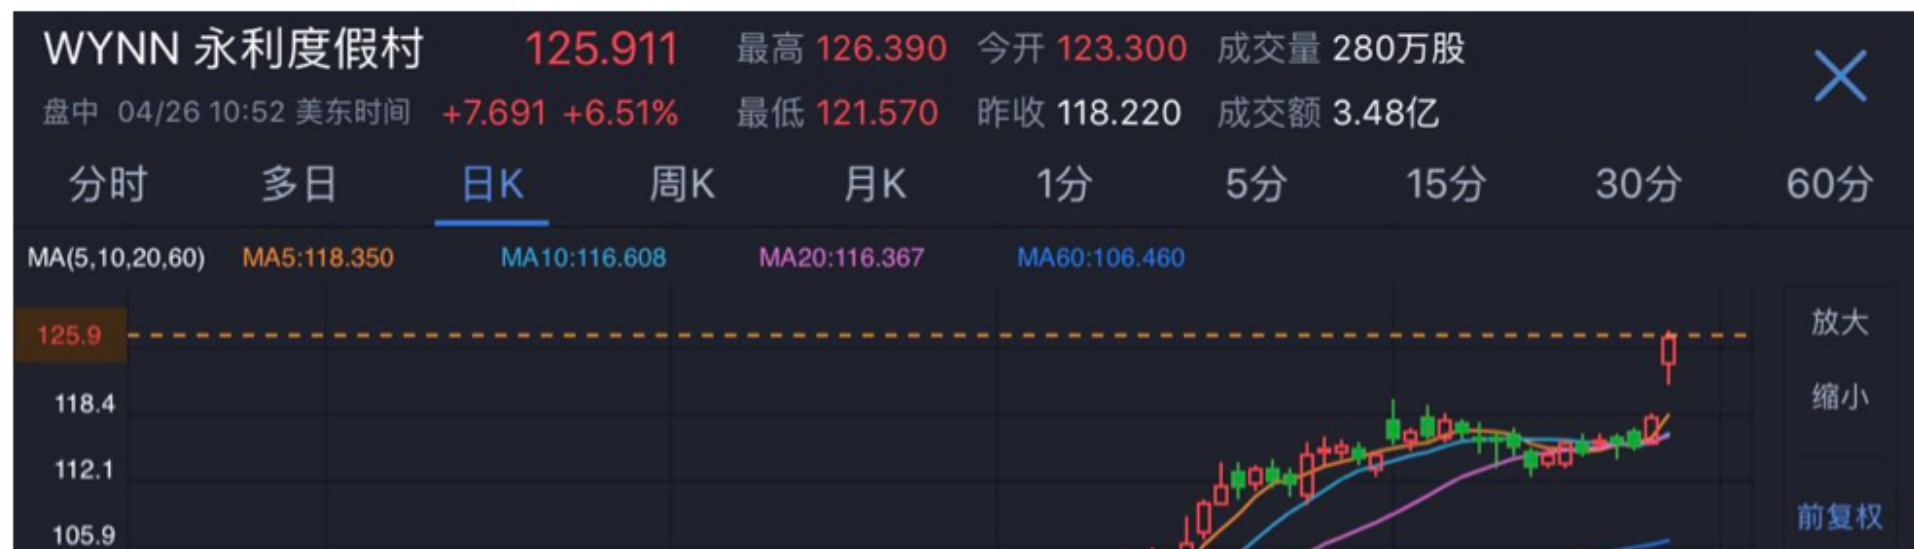 WYNN 永利度假村 125.911 最高 126.390 今开 123.300 成交量 280万股
盘中 04/26 10:52 美东时间 +7.691 +6.51% 最低 121.570 昨收 118.220 成交额 3.48亿
分时 多日 日K 周K 月K 1分 5分 15分 30分 60分
MA(5,10,20,60) MA5:118.350 MA10:116.608 MA20:116.367 MA60:106.460
125.9
放大
118.4
缩小
112.1
前复权
105.9